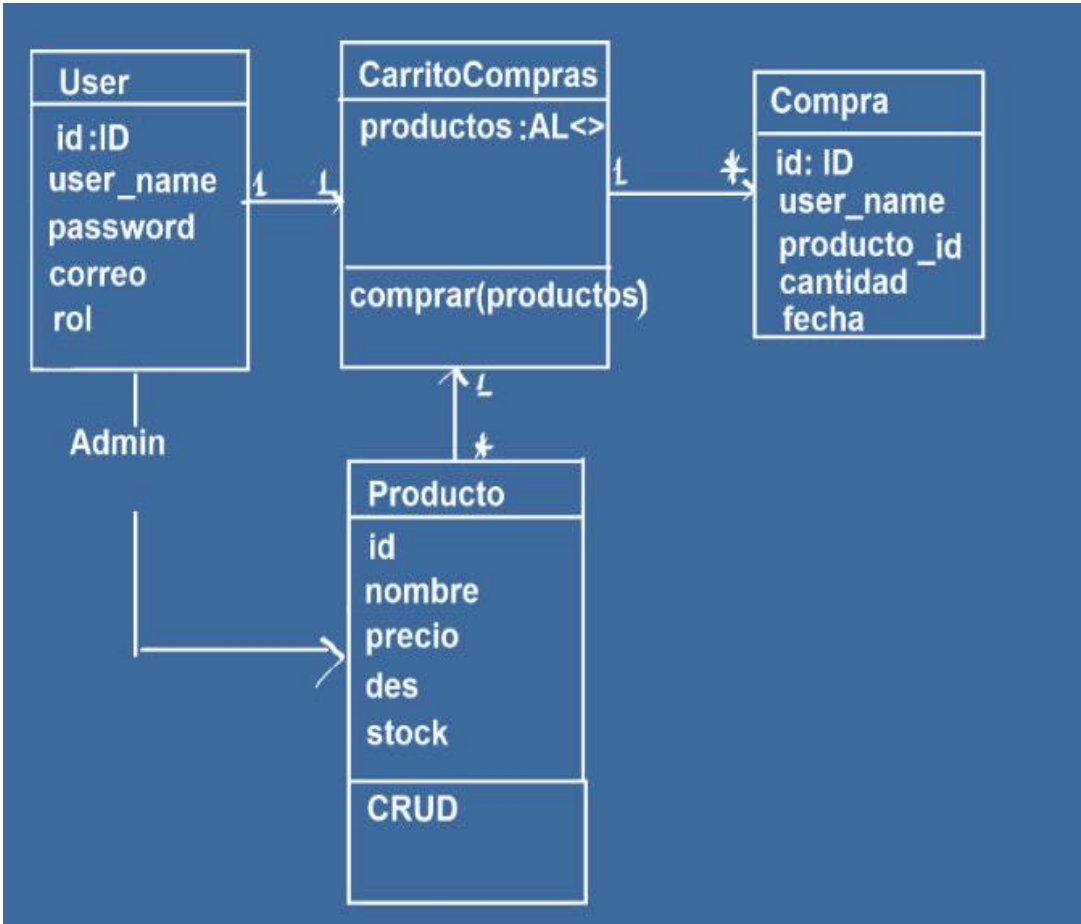 User
id:ID
user_name
password
correo
rol
1
1
CarritoCompras
productos:AL<>
comprar(productos)
1
*
Compra
id: ID
user_name
producto_id
cantidad
fecha
Admin
1
*
Producto
id
nombre
precio
des
stock
CRUD